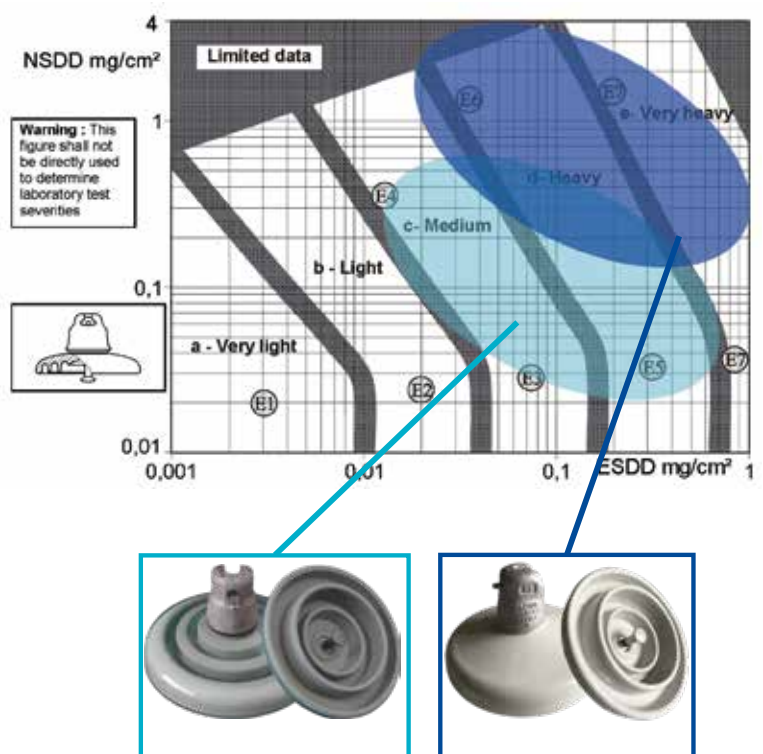 4
NSDD mg/cm²
Limited data
E6
E7
e- Very heavy
Warning : This
figure shall not
be directly used
to determine
laboratory test
severities
1
d- Heavy
E4
c- Medium
b - Light
0,1
a - Very light
E7
E5
E3
E2
E1
0,01
0,001
0,01
0,1
ESDD mg/cm²
1